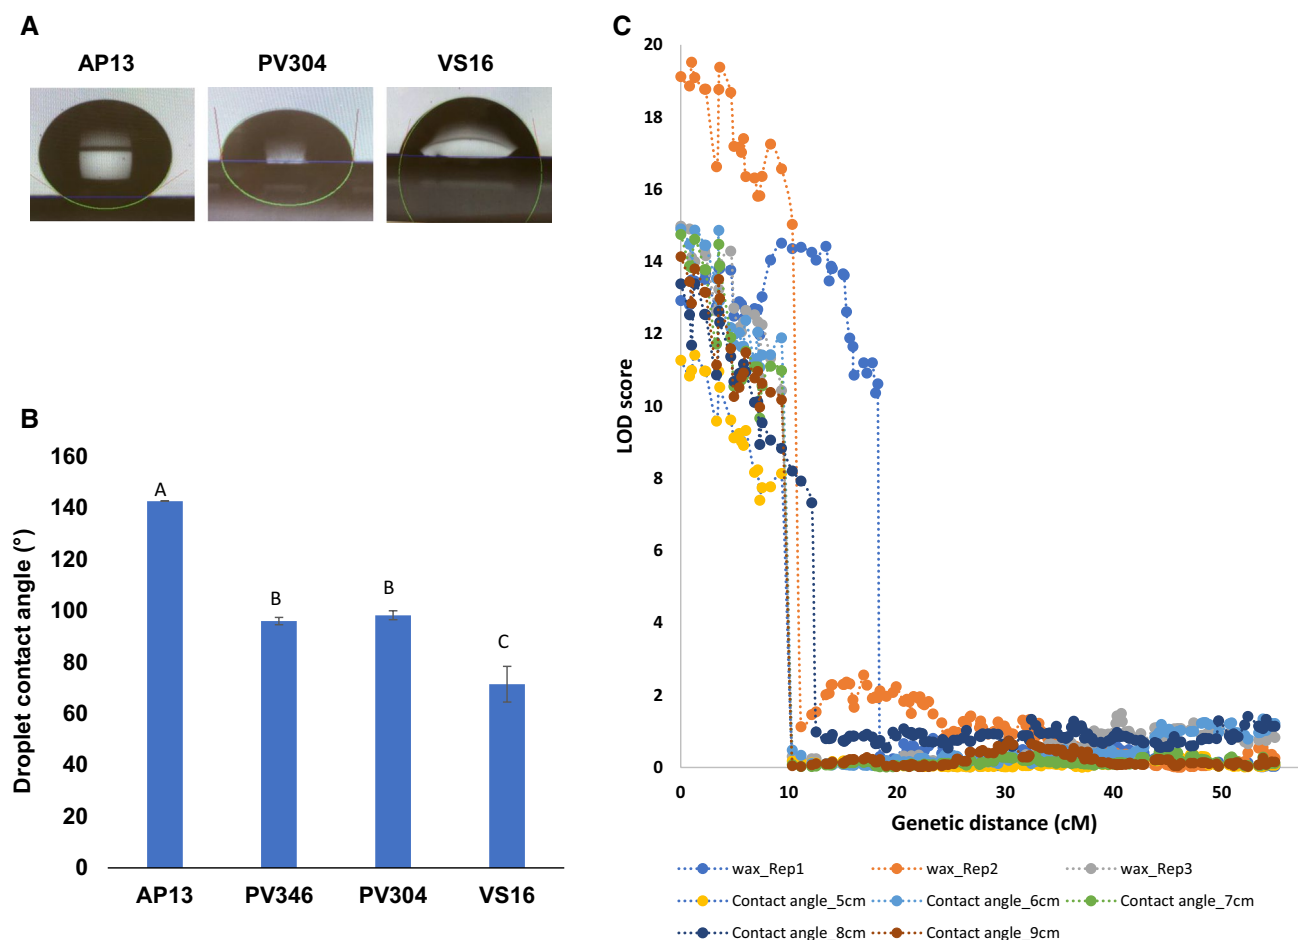 A
AP13 PV304 VS16
B
Droplet contact angle (°)
160
140
120
100
80
60
40
20
0
A
B
B
C
AP13 PV346 PV304 VS16
C
LOD score
20
18
16
14
12
10
8
6
4
2
0
0 10 20 30 40 50
Genetic distance (cM)
wax_Rep1 wax_Rep2 wax_Rep3
Contact angle_5cm Contact angle_6cm Contact angle_7cm
Contact angle_8cm Contact angle_9cm